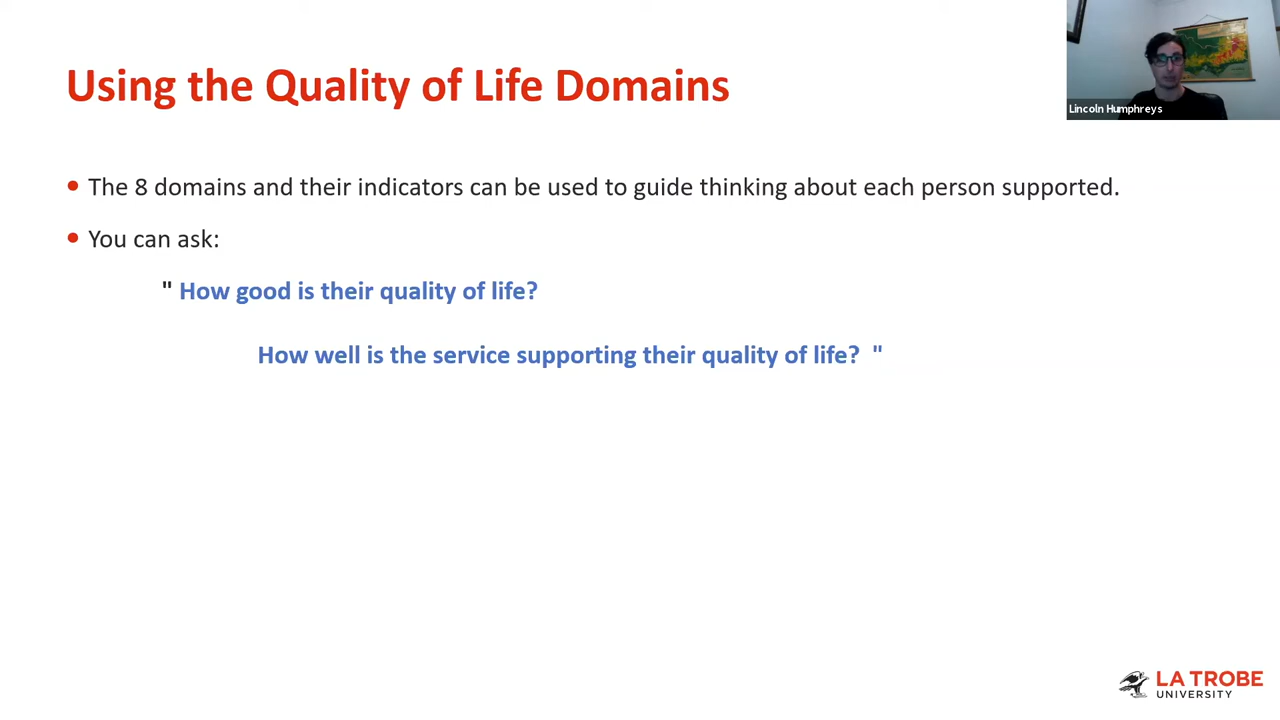 Using the Quality of Life Domains
Lincoln Humphreys
• The 8 domains and their indicators can be used to guide thinking about each person supported.
• You can ask:
" How good is their quality of life?
How well is the service supporting their quality of life? "
LA TROBE
UNIVERSITY